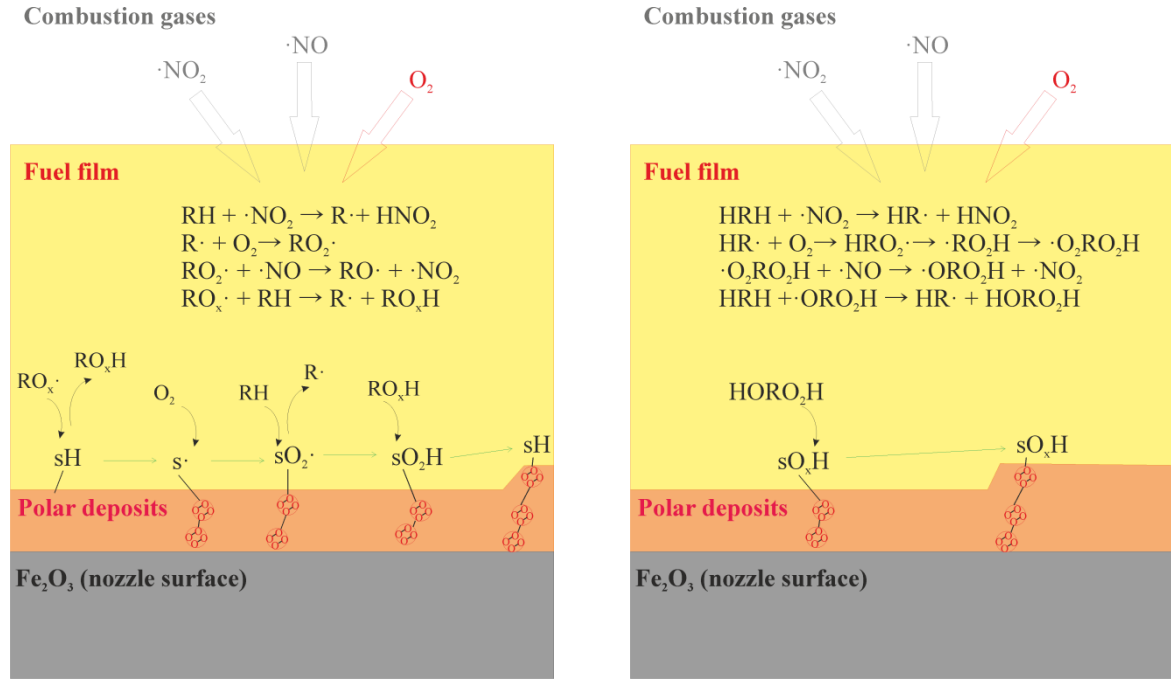 Combustion gases
·NO
·NO₂
O₂
Fuel film
RH + ·NO₂ → R· + HNO₂
R· + O₂ → RO₂·
RO₂· + ·NO → RO· + ·NO₂
ROₓ· + RH → R· + ROₓH
ROₓ·
ROₓH
O₂
RH
R·
ROₓH
sH
s·
sO₂·
sO₂H
sH
Polar deposits
Fe₂O₃ (nozzle surface)
Combustion gases
·NO
·NO₂
O₂
Fuel film
HRH + ·NO₂ → HR· + HNO₂
HR· + O₂ → HRO₂· → ·RO₂H → ·O₂RO₂H
·O₂RO₂H + ·NO → ·ORO₂H + ·NO₂
HRH + ·ORO₂H → HR· + HORO₂H
HORO₂H
sOₓH
sOₓH
Polar deposits
Fe₂O₃ (nozzle surface)